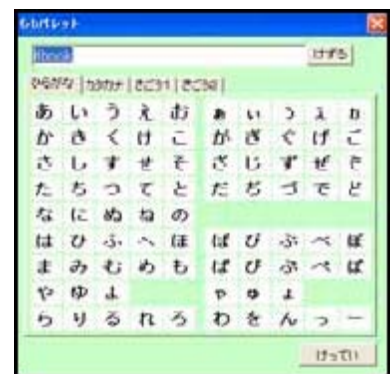 もじパレット
けずる
ひらがな カタカナ きごう1 きごう2
あ い う え お ぁ ぃ ぅ ぇ ぉ
か き く け こ が ぎ ぐ げ ご
さ し す せ そ ざ じ ず ぜ ぞ
た ち つ て と だ ぢ づ で ど
な に ぬ ね の
は ひ ふ へ ほ ば び ぶ べ ぼ
ま み む め も ぱ ぴ ぷ ぺ ぽ
や ゆ よ ゃ ゅ ょ
ら り る れ ろ わ を ん っ ー
けってい